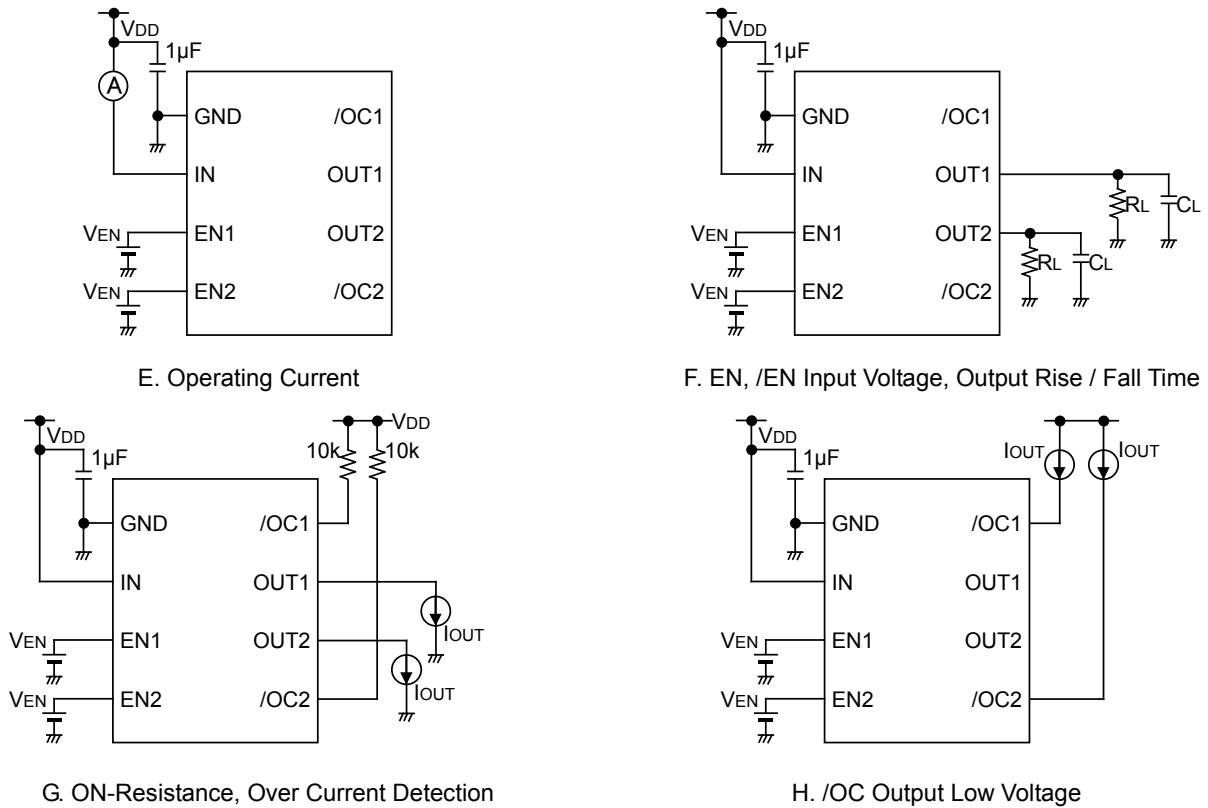 VDD
1µF
A
GND /OC1
IN OUT1
VEN EN1 OUT2
VEN EN2 /OC2
E. Operating Current
VDD
1µF
GND /OC1
IN OUT1
RL CL
VEN EN1 OUT2
RL CL
VEN EN2 /OC2
F. EN, /EN Input Voltage, Output Rise / Fall Time
VDD
VDD
1µF
10k 10k
GND /OC1
IN OUT1
IOUT
VEN EN1 OUT2
IOUT
VEN EN2 /OC2
G. ON-Resistance, Over Current Detection
VDD
1µF
IOUT IOUT
GND /OC1
IN OUT1
VEN EN1 OUT2
VEN EN2 /OC2
H. /OC Output Low Voltage